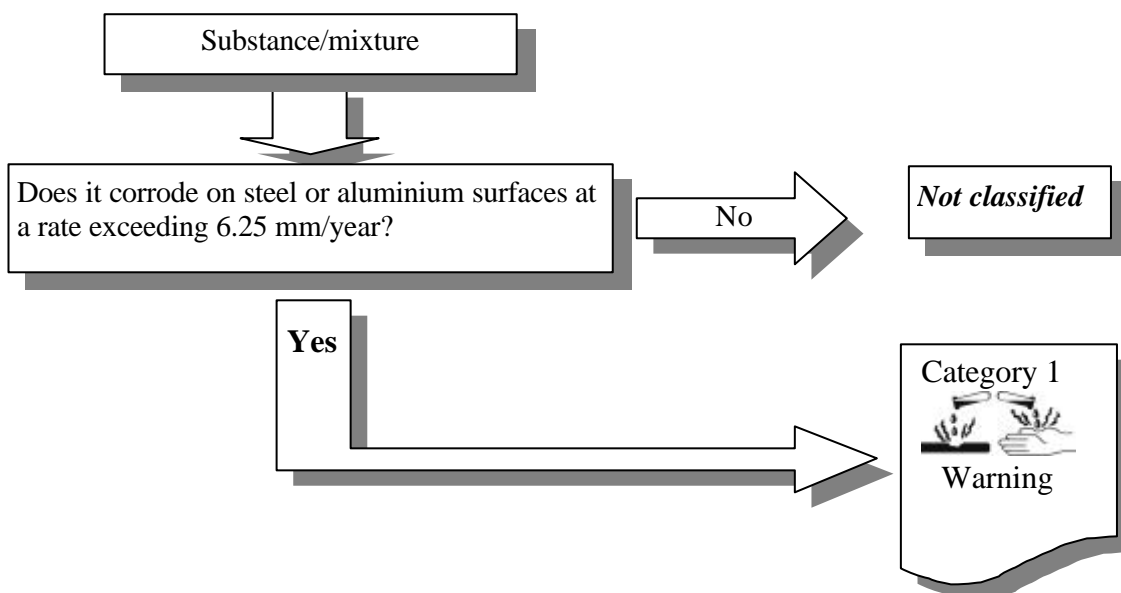 Substance/mixture
Does it corrode on steel or aluminium surfaces at
a rate exceeding 6.25 mm/year?
No
Not classified
Yes
Category 1
Warning